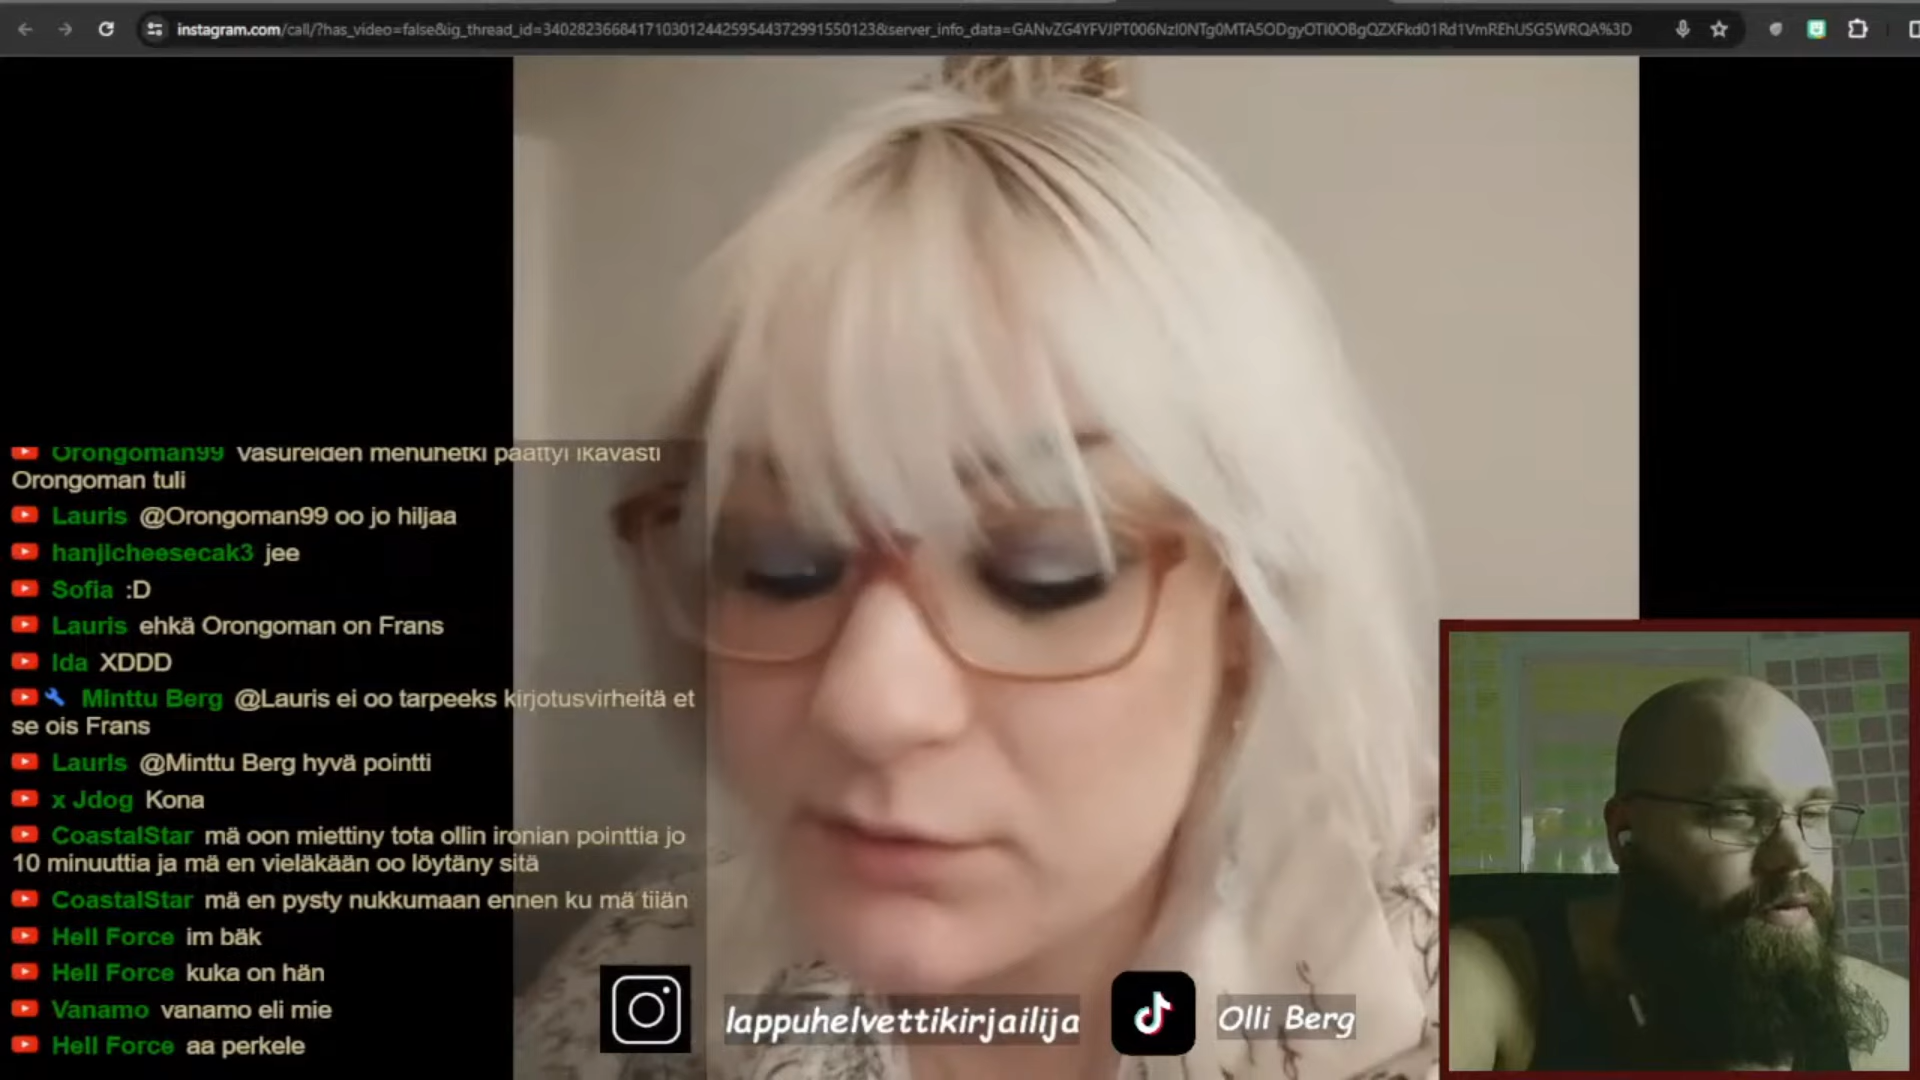 instagram.com/call/?has_video=false&ig_thread_id=340282366841710301244259544372991550123&server_info_data=GANvZG4YFVJPT006NzI0NTg0MTA5ODgyOTI0OBgQZXFkd01Rd1VmREhUSG5WRQA%3D
Orongoman99 Vasureiden menuhetki päättyi ikävästi
Orongoman tuli
Lauris @Orongoman99 oo jo hiljaa
hanjicheesecak3 jee
Sofia :D
Lauris ehkä Orongoman on Frans
Ida XDDD
Minttu Berg @Lauris ei oo tarpeeks kirjotusvirheitä et
se ois Frans
Lauris @Minttu Berg hyvä pointti
x Jdog Kona
CoastalStar mä oon miettiny tota ollin ironian pointtia jo
10 minuuttia ja mä en vieläkään oo löytäny sitä
CoastalStar mä en pysty nukkumaan ennen ku mä tiiän
Hell Force im bäk
Hell Force kuka on hän
Vanamo vanamo eli mie
Hell Force aa perkele
lappuhelvettikirjailija
Olli Berg